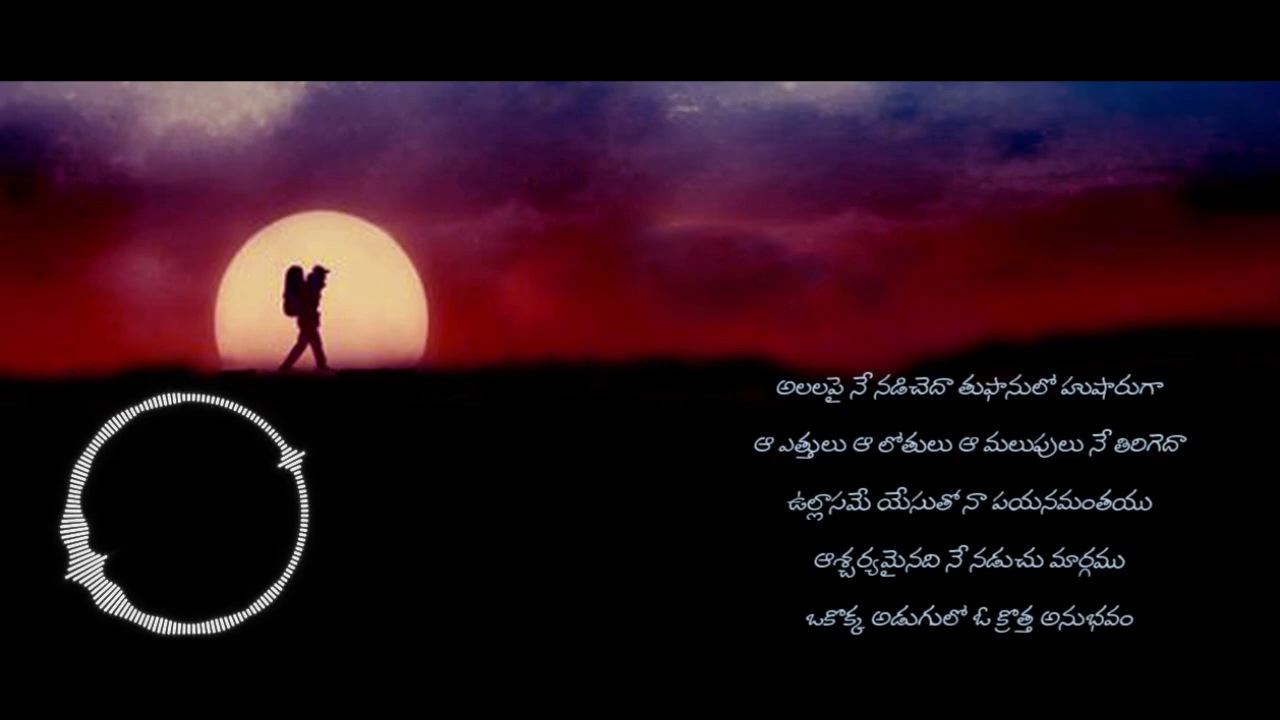 అలలపై నే నడిచెదా తుఫానులో హుషారుగా
ఆ ఎత్తులు ఆ లోతులు ఆ మలుపులు నే తిరిగెదా
ఉల్లాసమే యేసుతో నా పయనమంతయు
ఆశ్చర్యమైనది నే నడుచు మార్గము
ఒకొక్క అడుగులో ఓ క్రొత్త అనుభవం